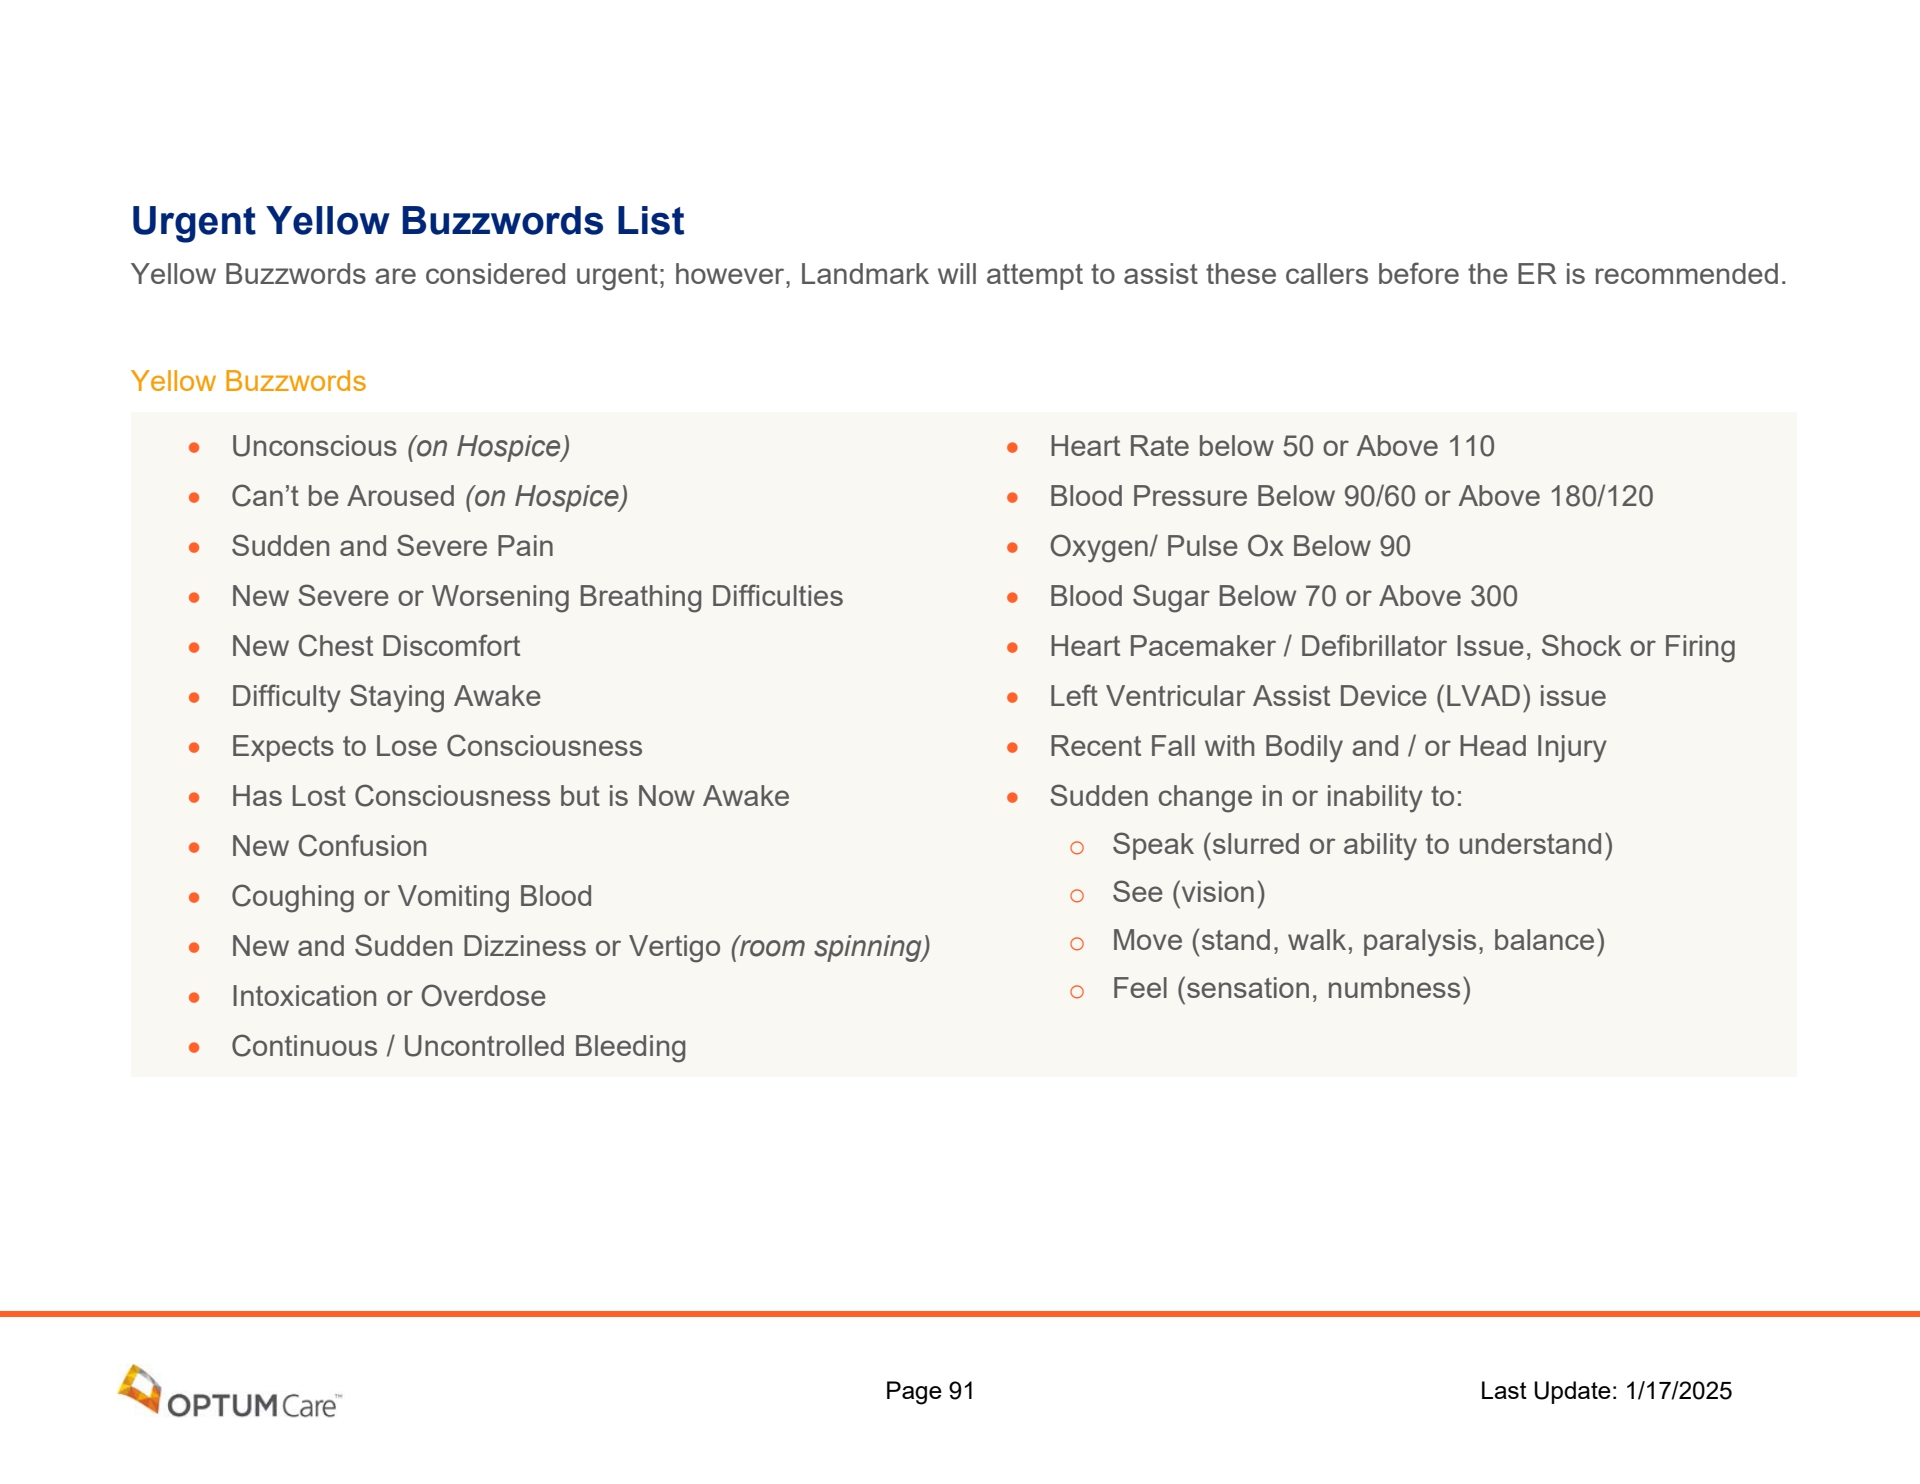 Urgent Yellow Buzzwords List
Yellow Buzzwords are considered urgent; however, Landmark will attempt to assist these callers before the ER is recommended.
Yellow Buzzwords
• Unconscious (on Hospice)
• Can’t be Aroused (on Hospice)
• Sudden and Severe Pain
• New Severe or Worsening Breathing Difficulties
• New Chest Discomfort
• Difficulty Staying Awake
• Expects to Lose Consciousness
• Has Lost Consciousness but is Now Awake
• New Confusion
• Coughing or Vomiting Blood
• New and Sudden Dizziness or Vertigo (room spinning)
• Intoxication or Overdose
• Continuous / Uncontrolled Bleeding
• Heart Rate below 50 or Above 110
• Blood Pressure Below 90/60 or Above 180/120
• Oxygen/ Pulse Ox Below 90
• Blood Sugar Below 70 or Above 300
• Heart Pacemaker / Defibrillator Issue, Shock or Firing
• Left Ventricular Assist Device (LVAD) issue
• Recent Fall with Bodily and / or Head Injury
• Sudden change in or inability to:
o Speak (slurred or ability to understand)
o See (vision)
o Move (stand, walk, paralysis, balance)
o Feel (sensation, numbness)
OPTUM Care™
Page 91
Last Update: 1/17/2025